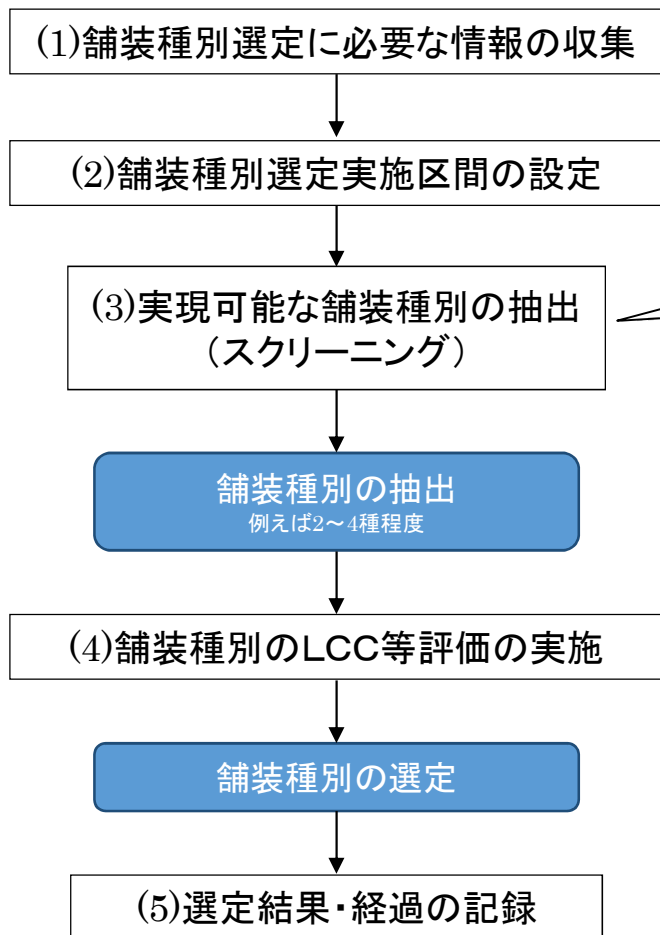 (1)舗装種別選定に必要な情報の収集
(2)舗装種別選定実施区間の設定
(3)実現可能な舗装種別の抽出
（スクリーニング）
舗装種別の抽出
例えば2～4種程度
(4)舗装種別のLCC等評価の実施
舗装種別の選定
(5)選定結果・経過の記録